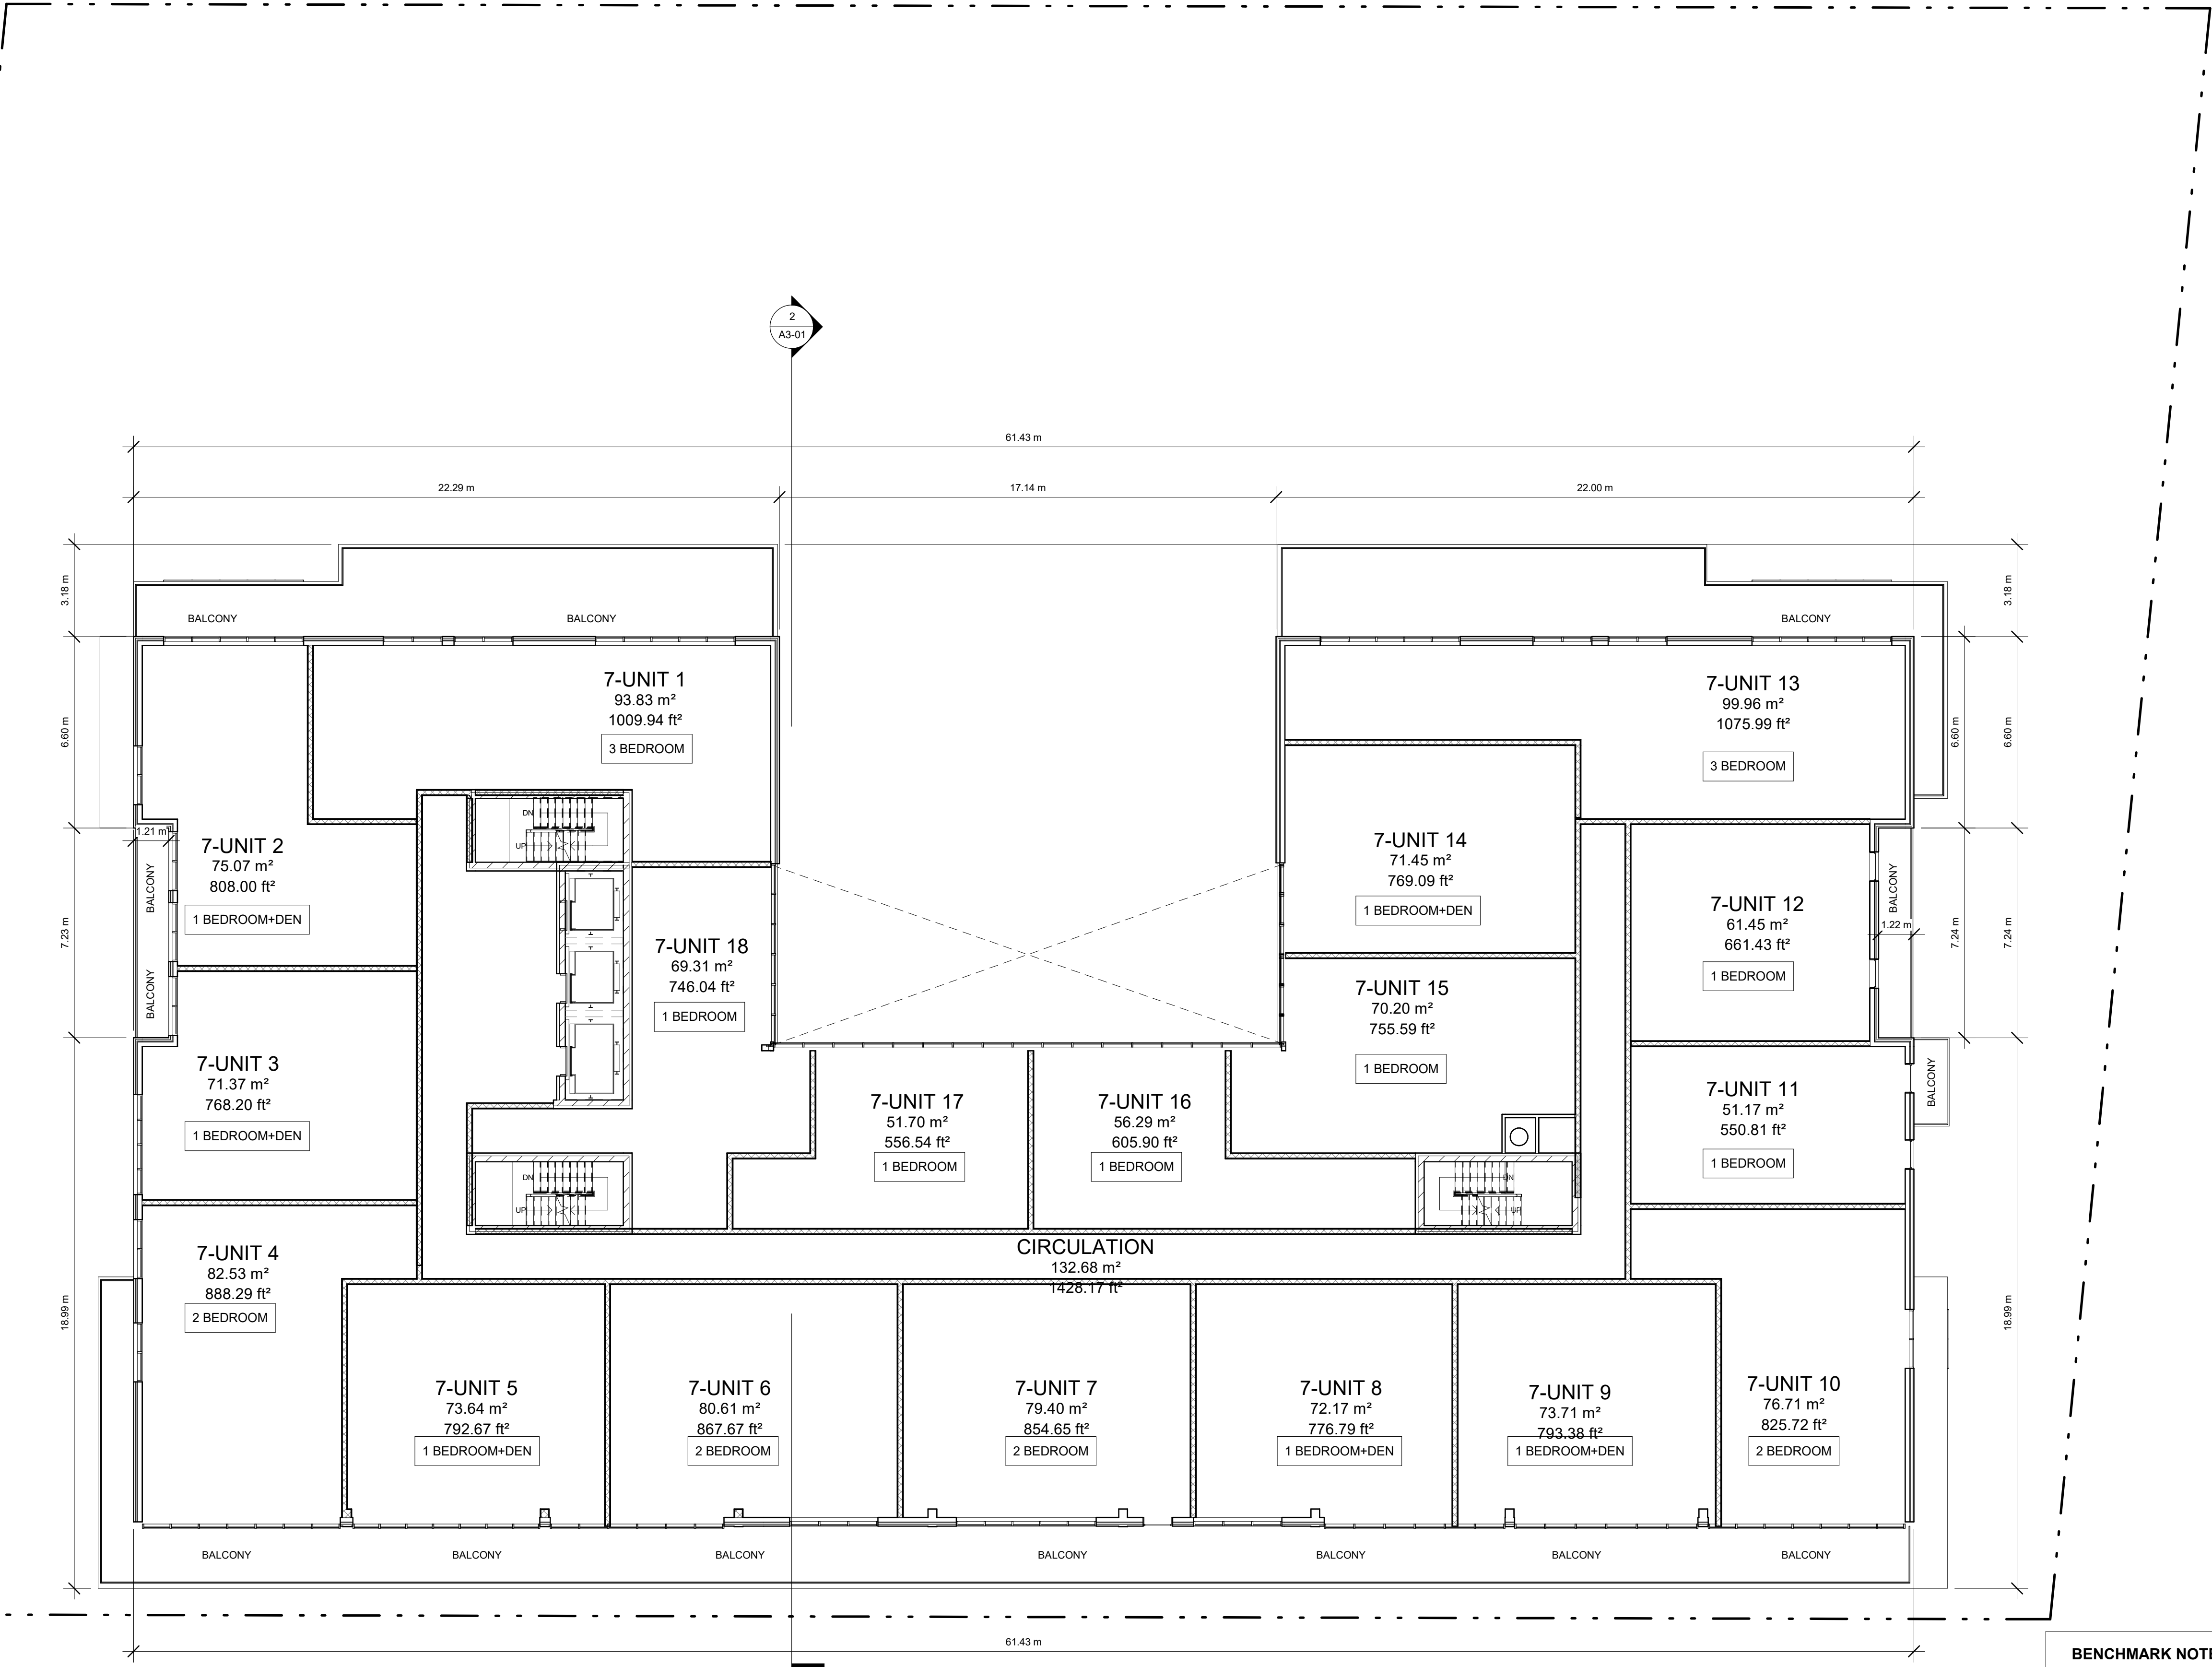 2
A3-01
61.43 m
22.29 m
17.14 m
22.00 m
3.18 m
3.18 m
BALCONY
BALCONY
BALCONY
6.60 m
6.60 m
6.60 m
7-UNIT 1
93.83 m²
1009.94 ft²
3 BEDROOM
7-UNIT 13
99.96 m²
1075.99 ft²
3 BEDROOM
DN
UP
1.21 m
7-UNIT 2
75.07 m²
808.00 ft²
1 BEDROOM+DEN
BALCONY
BALCONY
7.23 m
7-UNIT 14
71.45 m²
769.09 ft²
1 BEDROOM+DEN
7-UNIT 12
61.45 m²
661.43 ft²
1 BEDROOM
BALCONY
1.22 m
7.24 m
7.24 m
7-UNIT 18
69.31 m²
746.04 ft²
1 BEDROOM
7-UNIT 15
70.20 m²
755.59 ft²
1 BEDROOM
7-UNIT 3
71.37 m²
768.20 ft²
1 BEDROOM+DEN
7-UNIT 17
51.70 m²
556.54 ft²
1 BEDROOM
7-UNIT 16
56.29 m²
605.90 ft²
1 BEDROOM
7-UNIT 11
51.17 m²
550.81 ft²
1 BEDROOM
BALCONY
DN
UP
DN
UP
7-UNIT 4
82.53 m²
888.29 ft²
2 BEDROOM
CIRCULATION
132.68 m²
1428.17 ft²
18.99 m
18.99 m
7-UNIT 5
73.64 m²
792.67 ft²
1 BEDROOM+DEN
7-UNIT 6
80.61 m²
867.67 ft²
2 BEDROOM
7-UNIT 7
79.40 m²
854.65 ft²
2 BEDROOM
7-UNIT 8
72.17 m²
776.79 ft²
1 BEDROOM+DEN
7-UNIT 9
73.71 m²
793.38 ft²
1 BEDROOM+DEN
7-UNIT 10
76.71 m²
825.72 ft²
2 BEDROOM
BALCONY
BALCONY
BALCONY
BALCONY
BALCONY
BALCONY
BALCONY
61.43 m
BENCHMARK NOT